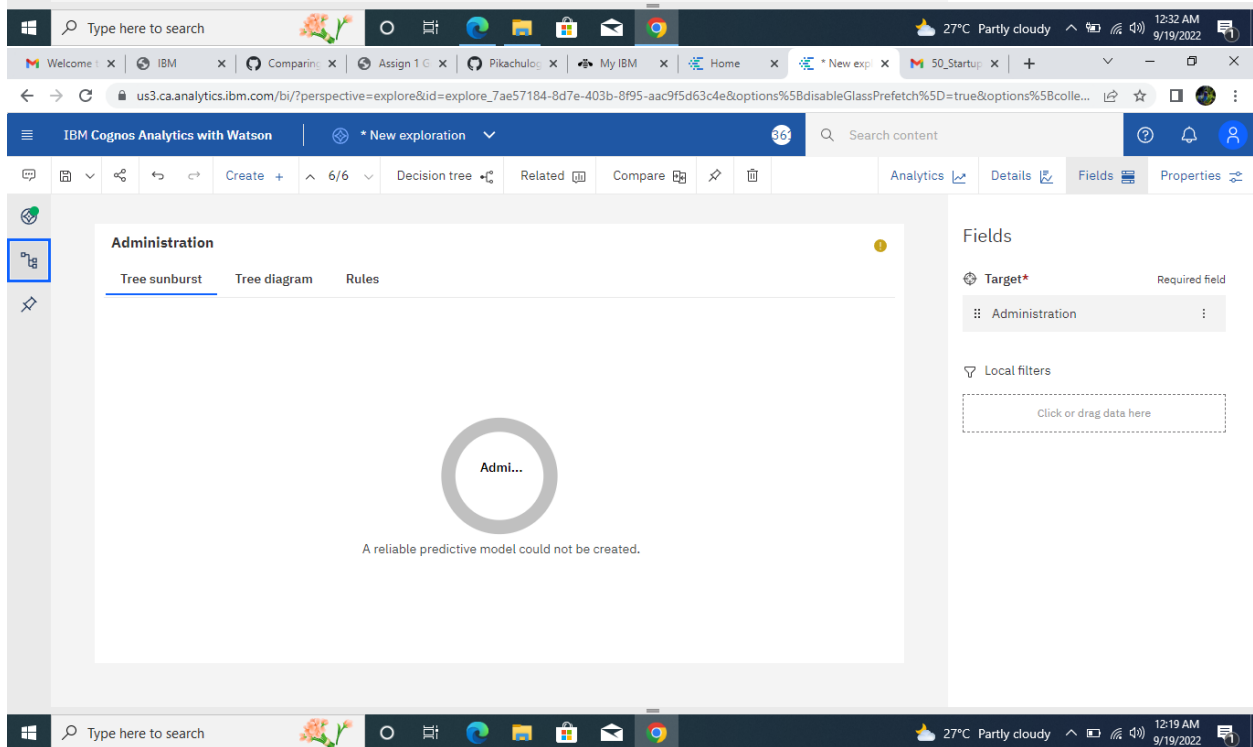 Type here to search
27°C Partly cloudy
12:32 AM
9/19/2022
1
Welcome t
IBM
Comparing
Assign 1 G
Pikachulog
My IBM
Home
* New expl
50_Startup
us3.ca.analytics.ibm.com/bi/?perspective=explore&id=explore_7ae57184-8d7e-403b-8f95-aac9f5d63c4e&options%5BdisableGlassPrefetch%5D=true&options%5Bcolle...
IBM Cognos Analytics with Watson
* New exploration
363
Search content
Create +
6/6
Decision tree
Related
Compare
Analytics
Details
Fields
Properties
Administration
Tree sunburst
Tree diagram
Rules
Admi...
A reliable predictive model could not be created.
Fields
Target*
Required field
Administration
Local filters
Click or drag data here
Type here to search
27°C Partly cloudy
12:19 AM
9/19/2022
1